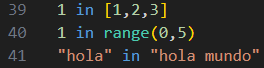 39 1 in [1,2,3]
40 1 in range(0,5)
41 "hola" in "hola mundo"